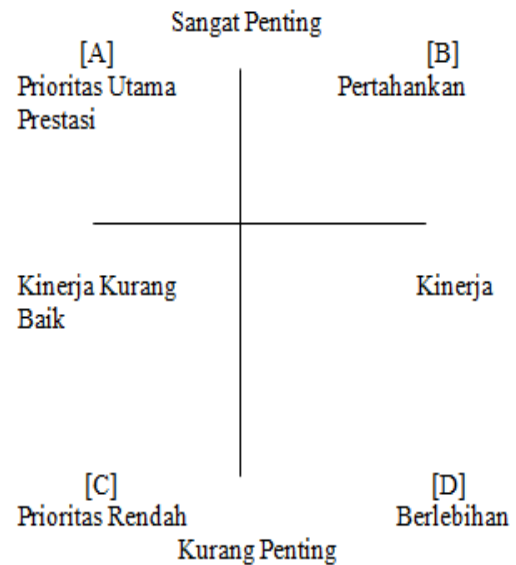 Sangat Penting
[A] [B]
Prioritas Utama Pertahankan
Prestasi
Kinerja Kurang Kinerja
Baik
[C] [D]
Prioritas Rendah Berlebihan
Kurang Penting